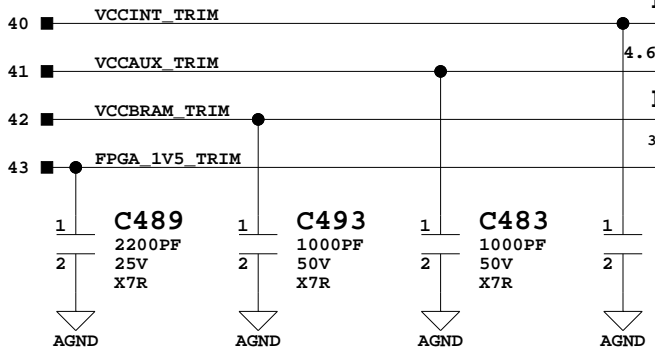 40 VCCINT_TRIM
4.6
41 VCCAUX_TRIM
42 VCCBRAM_TRIM
3
43 FPGA_1V5_TRIM
1 C489 1 C493 1 C483 1
2200PF 1000PF 1000PF
2 25V 2 50V 2 50V 2
X7R X7R X7R
AGND AGND AGND AGND